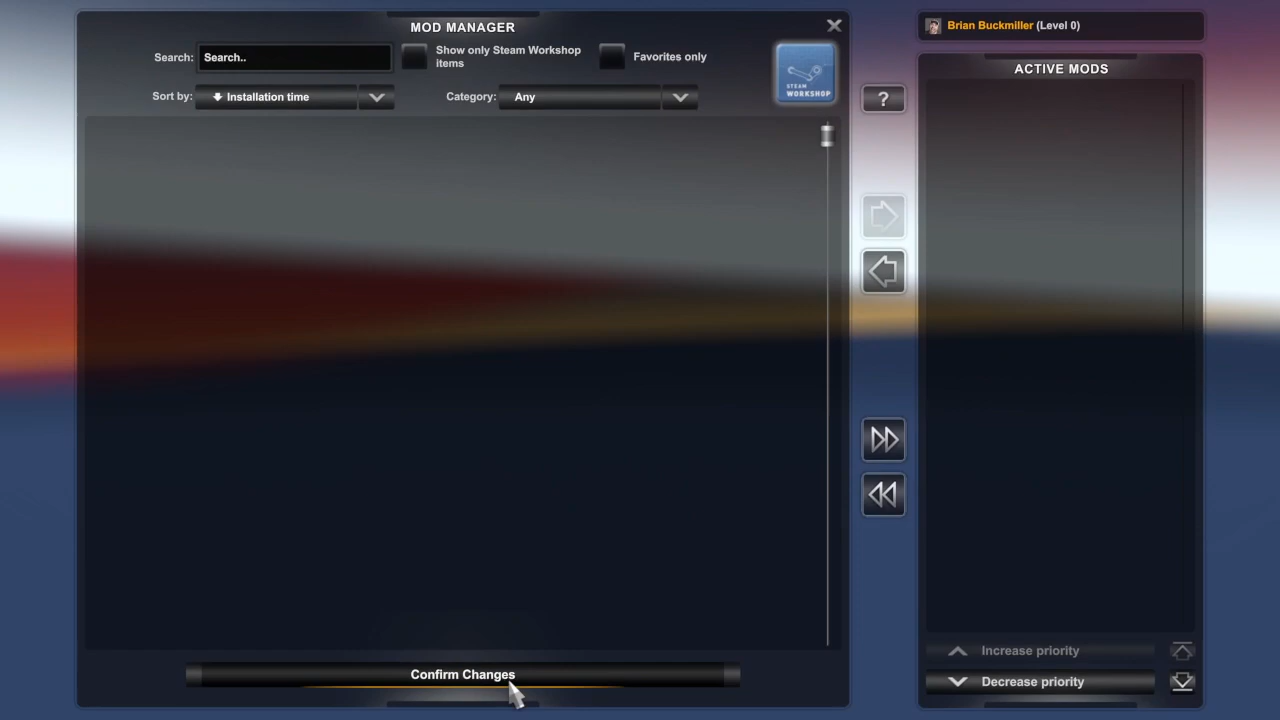 MOD MANAGER
Search:
Search..
Show only Steam Workshop
items
Favorites only
STEAM
WORKSHOP
Sort by:
Installation time
Category:
Any
?
Brian Buckmiller (Level 0)
ACTIVE MODS
Increase priority
Decrease priority
Confirm Changes